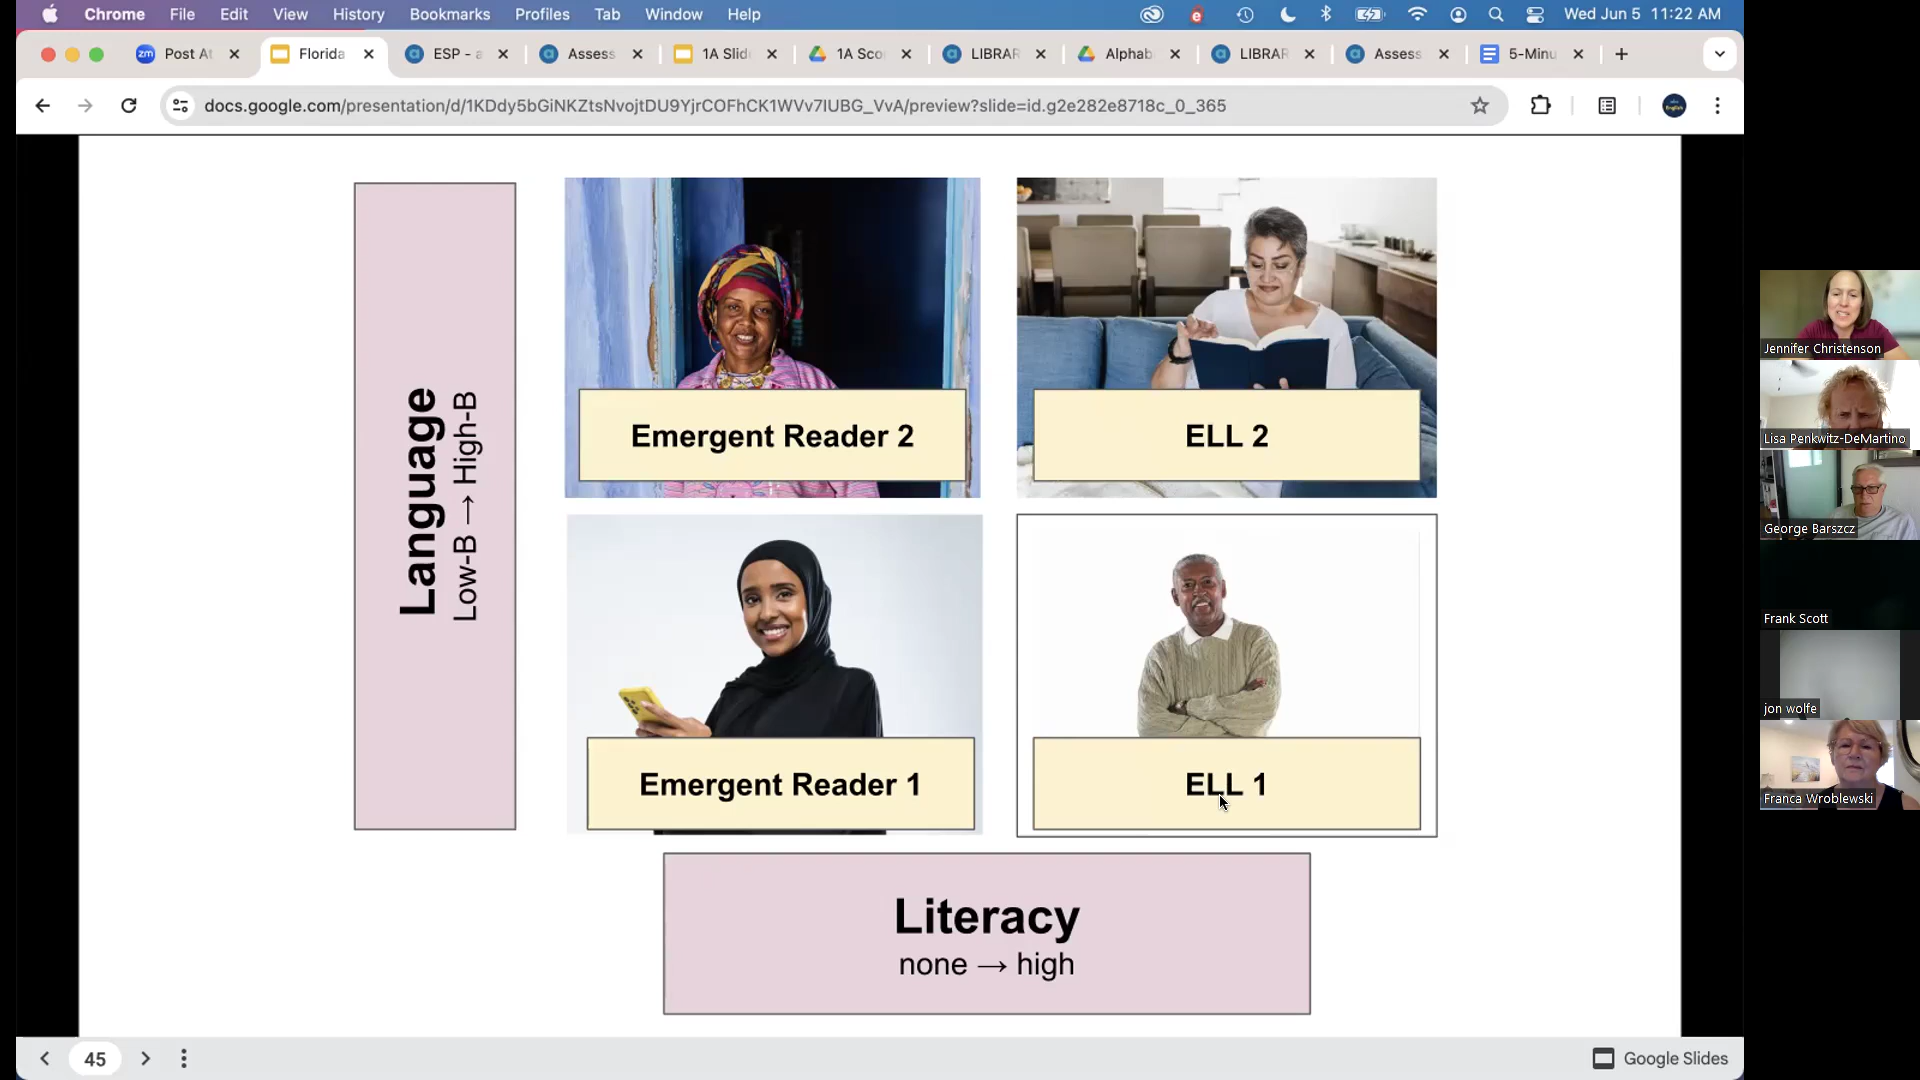 Chrome File Edit View History Bookmarks Profiles Tab Window Help Wed Jun 5 11:22 AM
zm Post At Florida ESP - a Assess 1A Slid 1A Sco LIBRAR Alphab LIBRAR Assess 5-Minu
docs.google.com/presentation/d/1KDdy5bGiNKZtsNvojtDU9YjrCOFhCK1WVv7IUBG_VvA/preview?slide=id.g2e282e8718c_0_365
Language
Low-B → High-B
Emergent Reader 2
ELL 2
Emergent Reader 1
ELL 1
Literacy
none → high
45
Google Slides
Jennifer Christenson
Lisa Penkwitz-DeMartino
George Barszcz
Frank Scott
jon wolfe
Franca Wroblewski